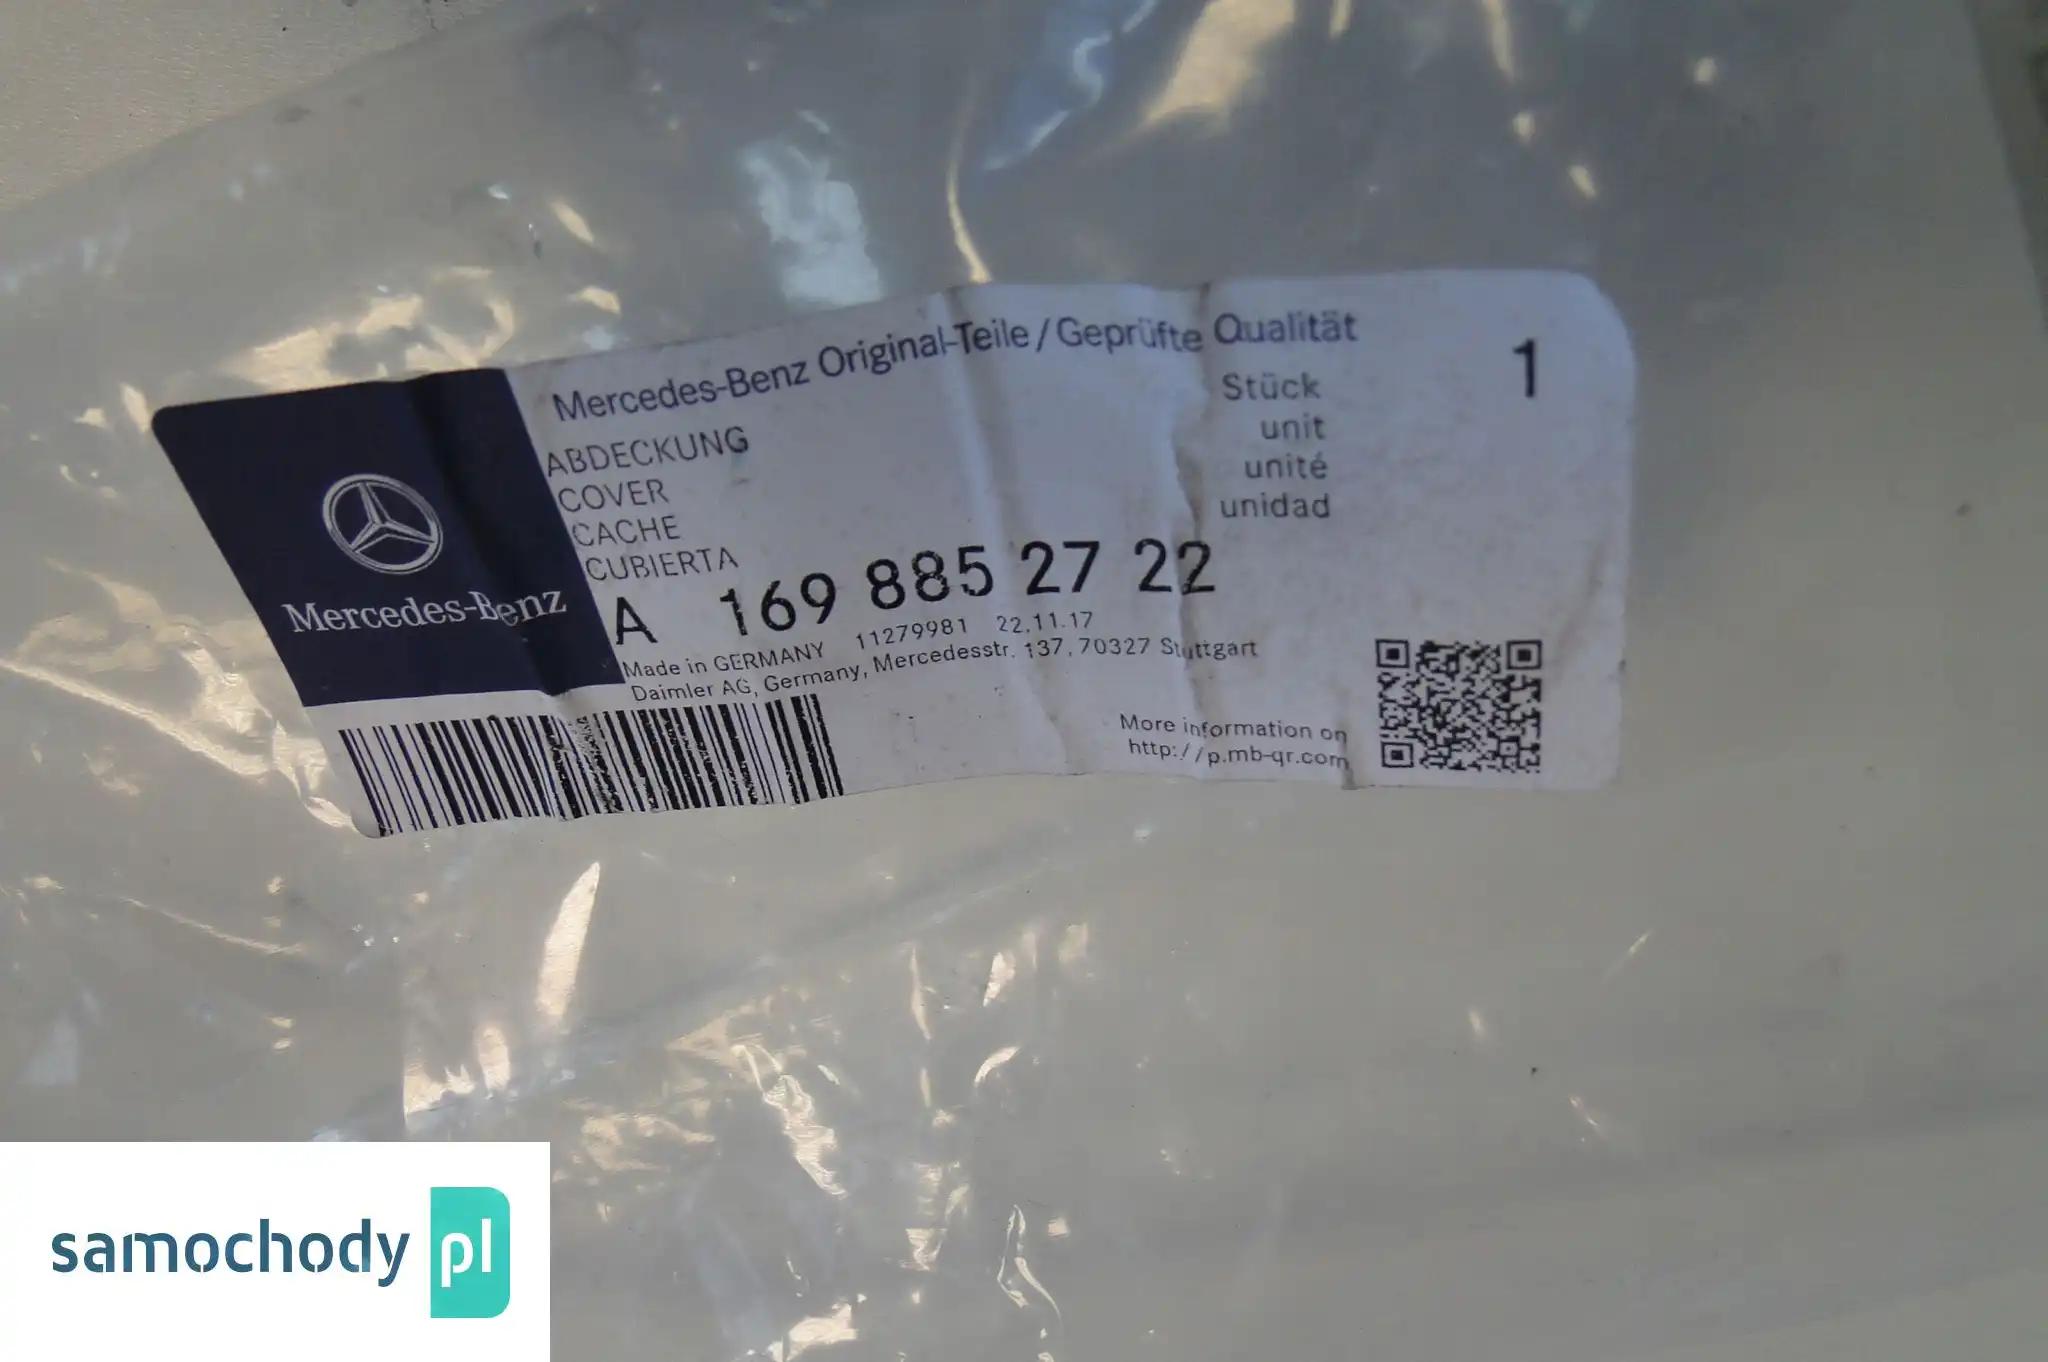 Mercedes-Benz Original-Teile / Geprüfte Qualität
1
Stück
unit
unité
unidad
ABDECKUNG
COVER
CACHE
CUBIERTA
Mercedes-Benz
A 169 885 27 22
Made in GERMANY 11279981 22.11.17
Daimler AG, Germany, Mercedesstr. 137, 70327 Stuttgart
More information on
http://p.mb-qr.com
samochody pl